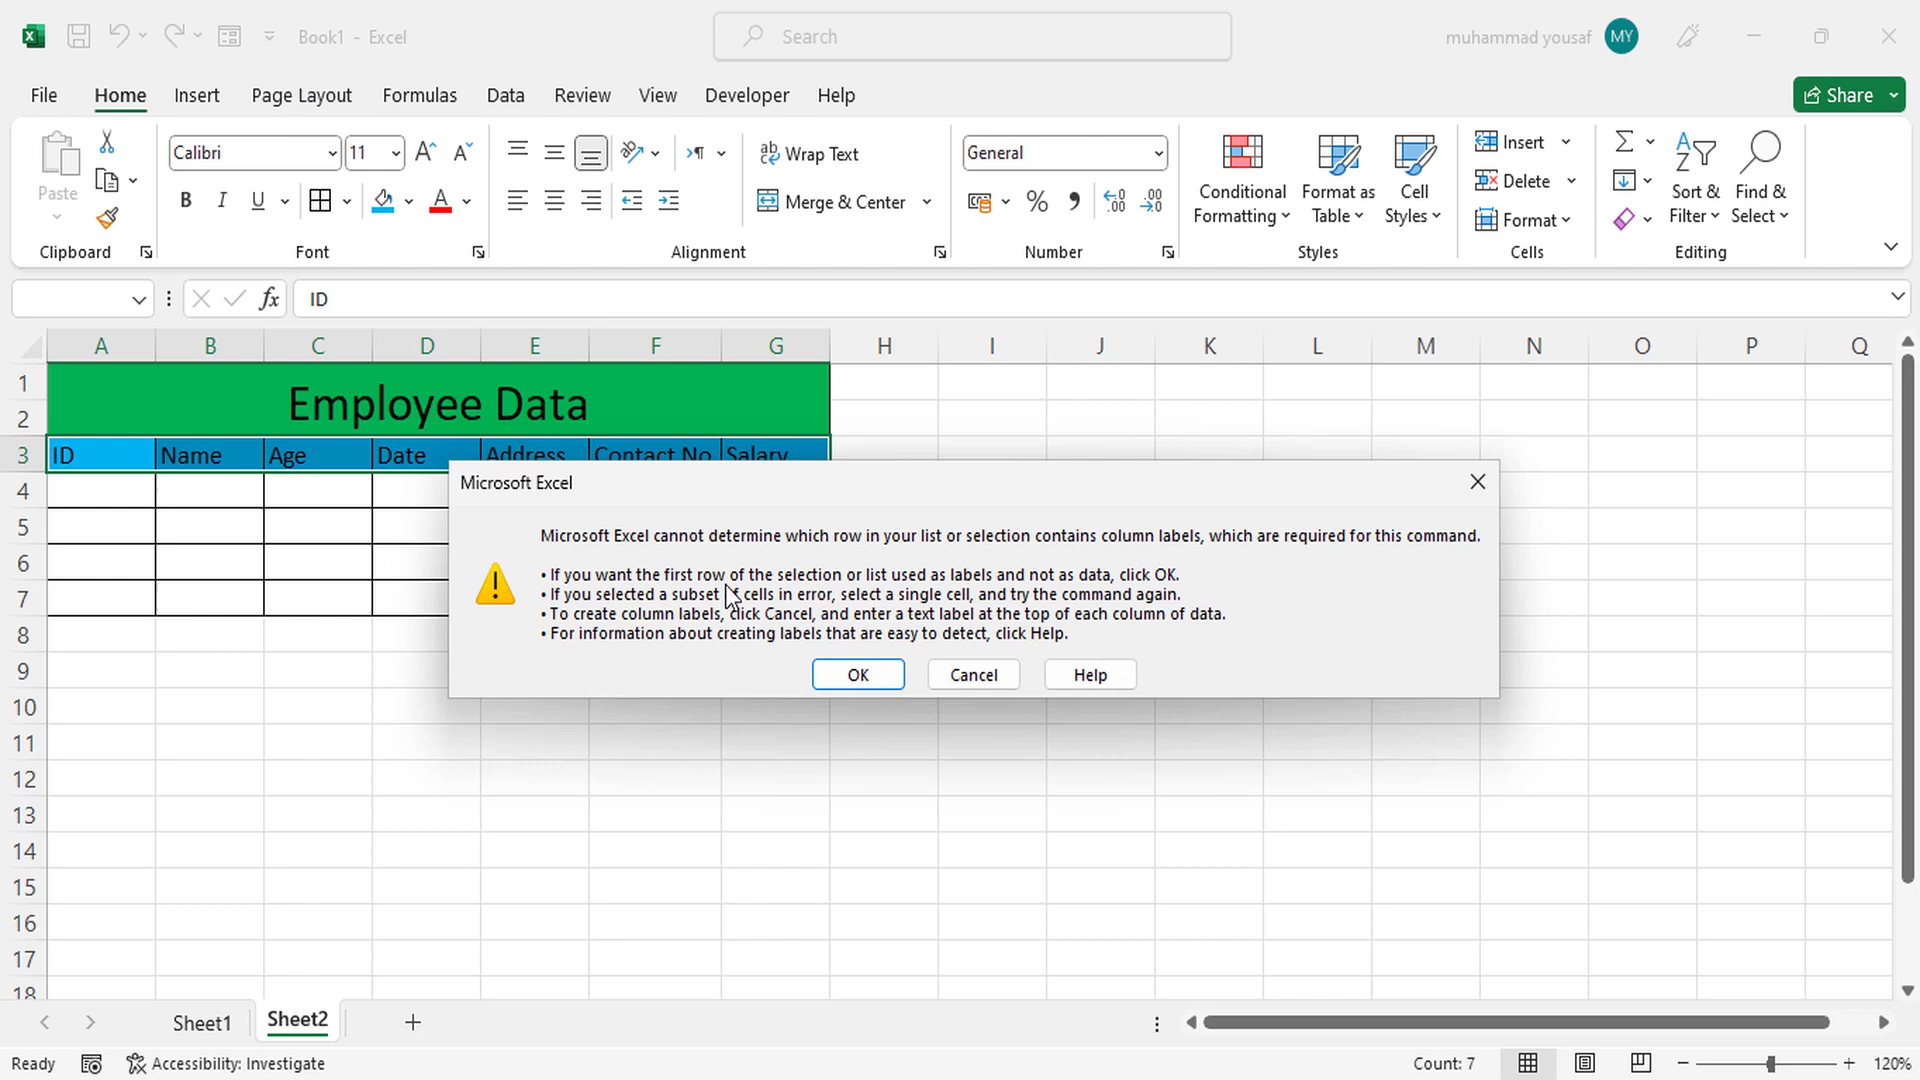 Book1 - Excel
Search
muhammad yousaf MY
File Home Insert Page Layout Formulas Data Review View Developer Help
Share
Paste
Clipboard
Calibri 11
B I U A
Font
Wrap Text
Merge & Center
Alignment
General
Number
Conditional Formatting
Format as Table
Cell Styles
Styles
Insert
Delete
Format
Cells
Sort & Filter
Find & Select
Editing
fx ID
A B C D E F G H I J K L M N O P Q
1
Employee Data
2
3 ID Name Age Date Address Contact No Salary
4
5
6
7
8
9
10
11
12
13
14
15
16
17
18
Microsoft Excel
Microsoft Excel cannot determine which row in your list or selection contains column labels, which are required for this command.
• If you want the first row of the selection or list used as labels and not as data, click OK.
• If you selected a subset of cells in error, select a single cell, and try the command again.
• To create column labels, click Cancel, and enter a text label at the top of each column of data.
• For information about creating labels that are easy to detect, click Help.
OK Cancel Help
Sheet1 Sheet2
Ready Accessibility: Investigate Count: 7 120%